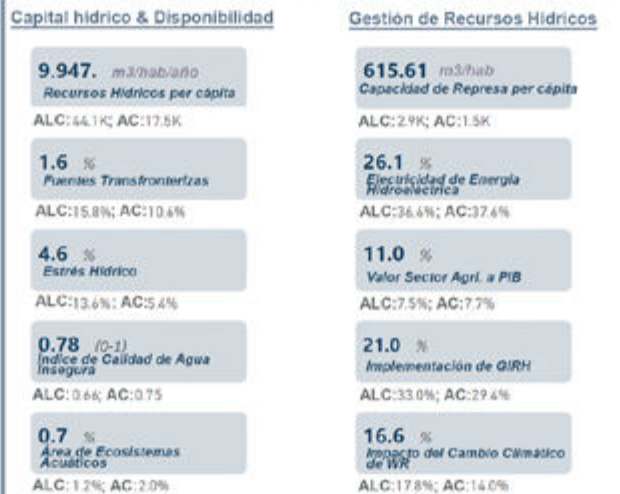 Capital hídrico & Disponibilidad
9.947. m3/hab/año
Recursos Hídricos per cápita
ALC:44.1K; AC:17.5K
1.6 %
Fuentes Transfronterizas
ALC:15.8%; AC:10.6%
4.6 %
Estrés Hídrico
ALC:13.6%; AC:5.4%
0.78 (0-1)
Índice de Calidad de Agua
Insegura
ALC: 0.66; AC:0.75
0.7 %
Área de Ecosistemas
Acuáticos
ALC: 1.2%; AC:2.0%
Gestión de Recursos Hídricos
615.61 m3/hab
Capacidad de Represa per cápita
ALC:2.9K; AC:1.5K
26.1 %
Electricidad de Energía
Hidroeléctrica
ALC:36.6%; AC:37.6%
11.0 %
Valor Sector Agri. a PIB
ALC:7.5%; AC:7.7%
21.0 %
Implementación de GIRH
ALC:33.0%; AC:29.4%
16.6 %
Impacto del Cambio Climático
de WR
ALC:17.8%; AC:14.0%